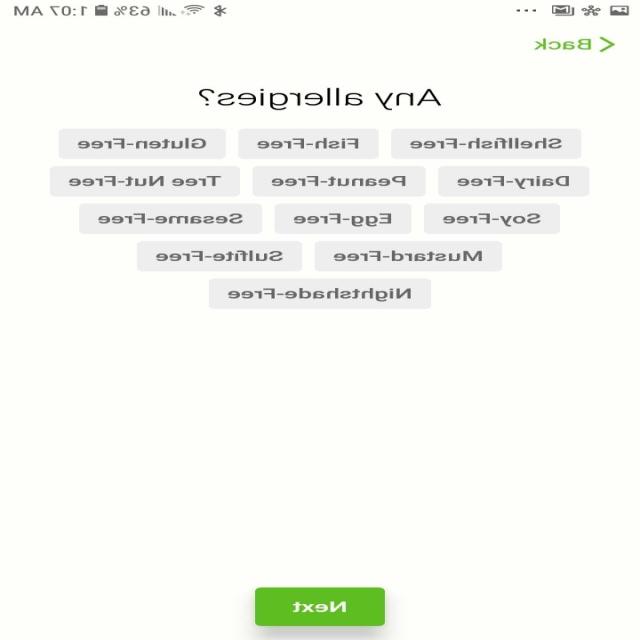 1:07 AM 63%
Back
Any allergies?
Shellfish-Free Fish-Free Gluten-Free
Dairy-Free Peanut-Free Tree Nut-Free
Soy-Free Egg-Free Sesame-Free
Mustard-Free Sulfite-Free
Nightshade-Free
Next